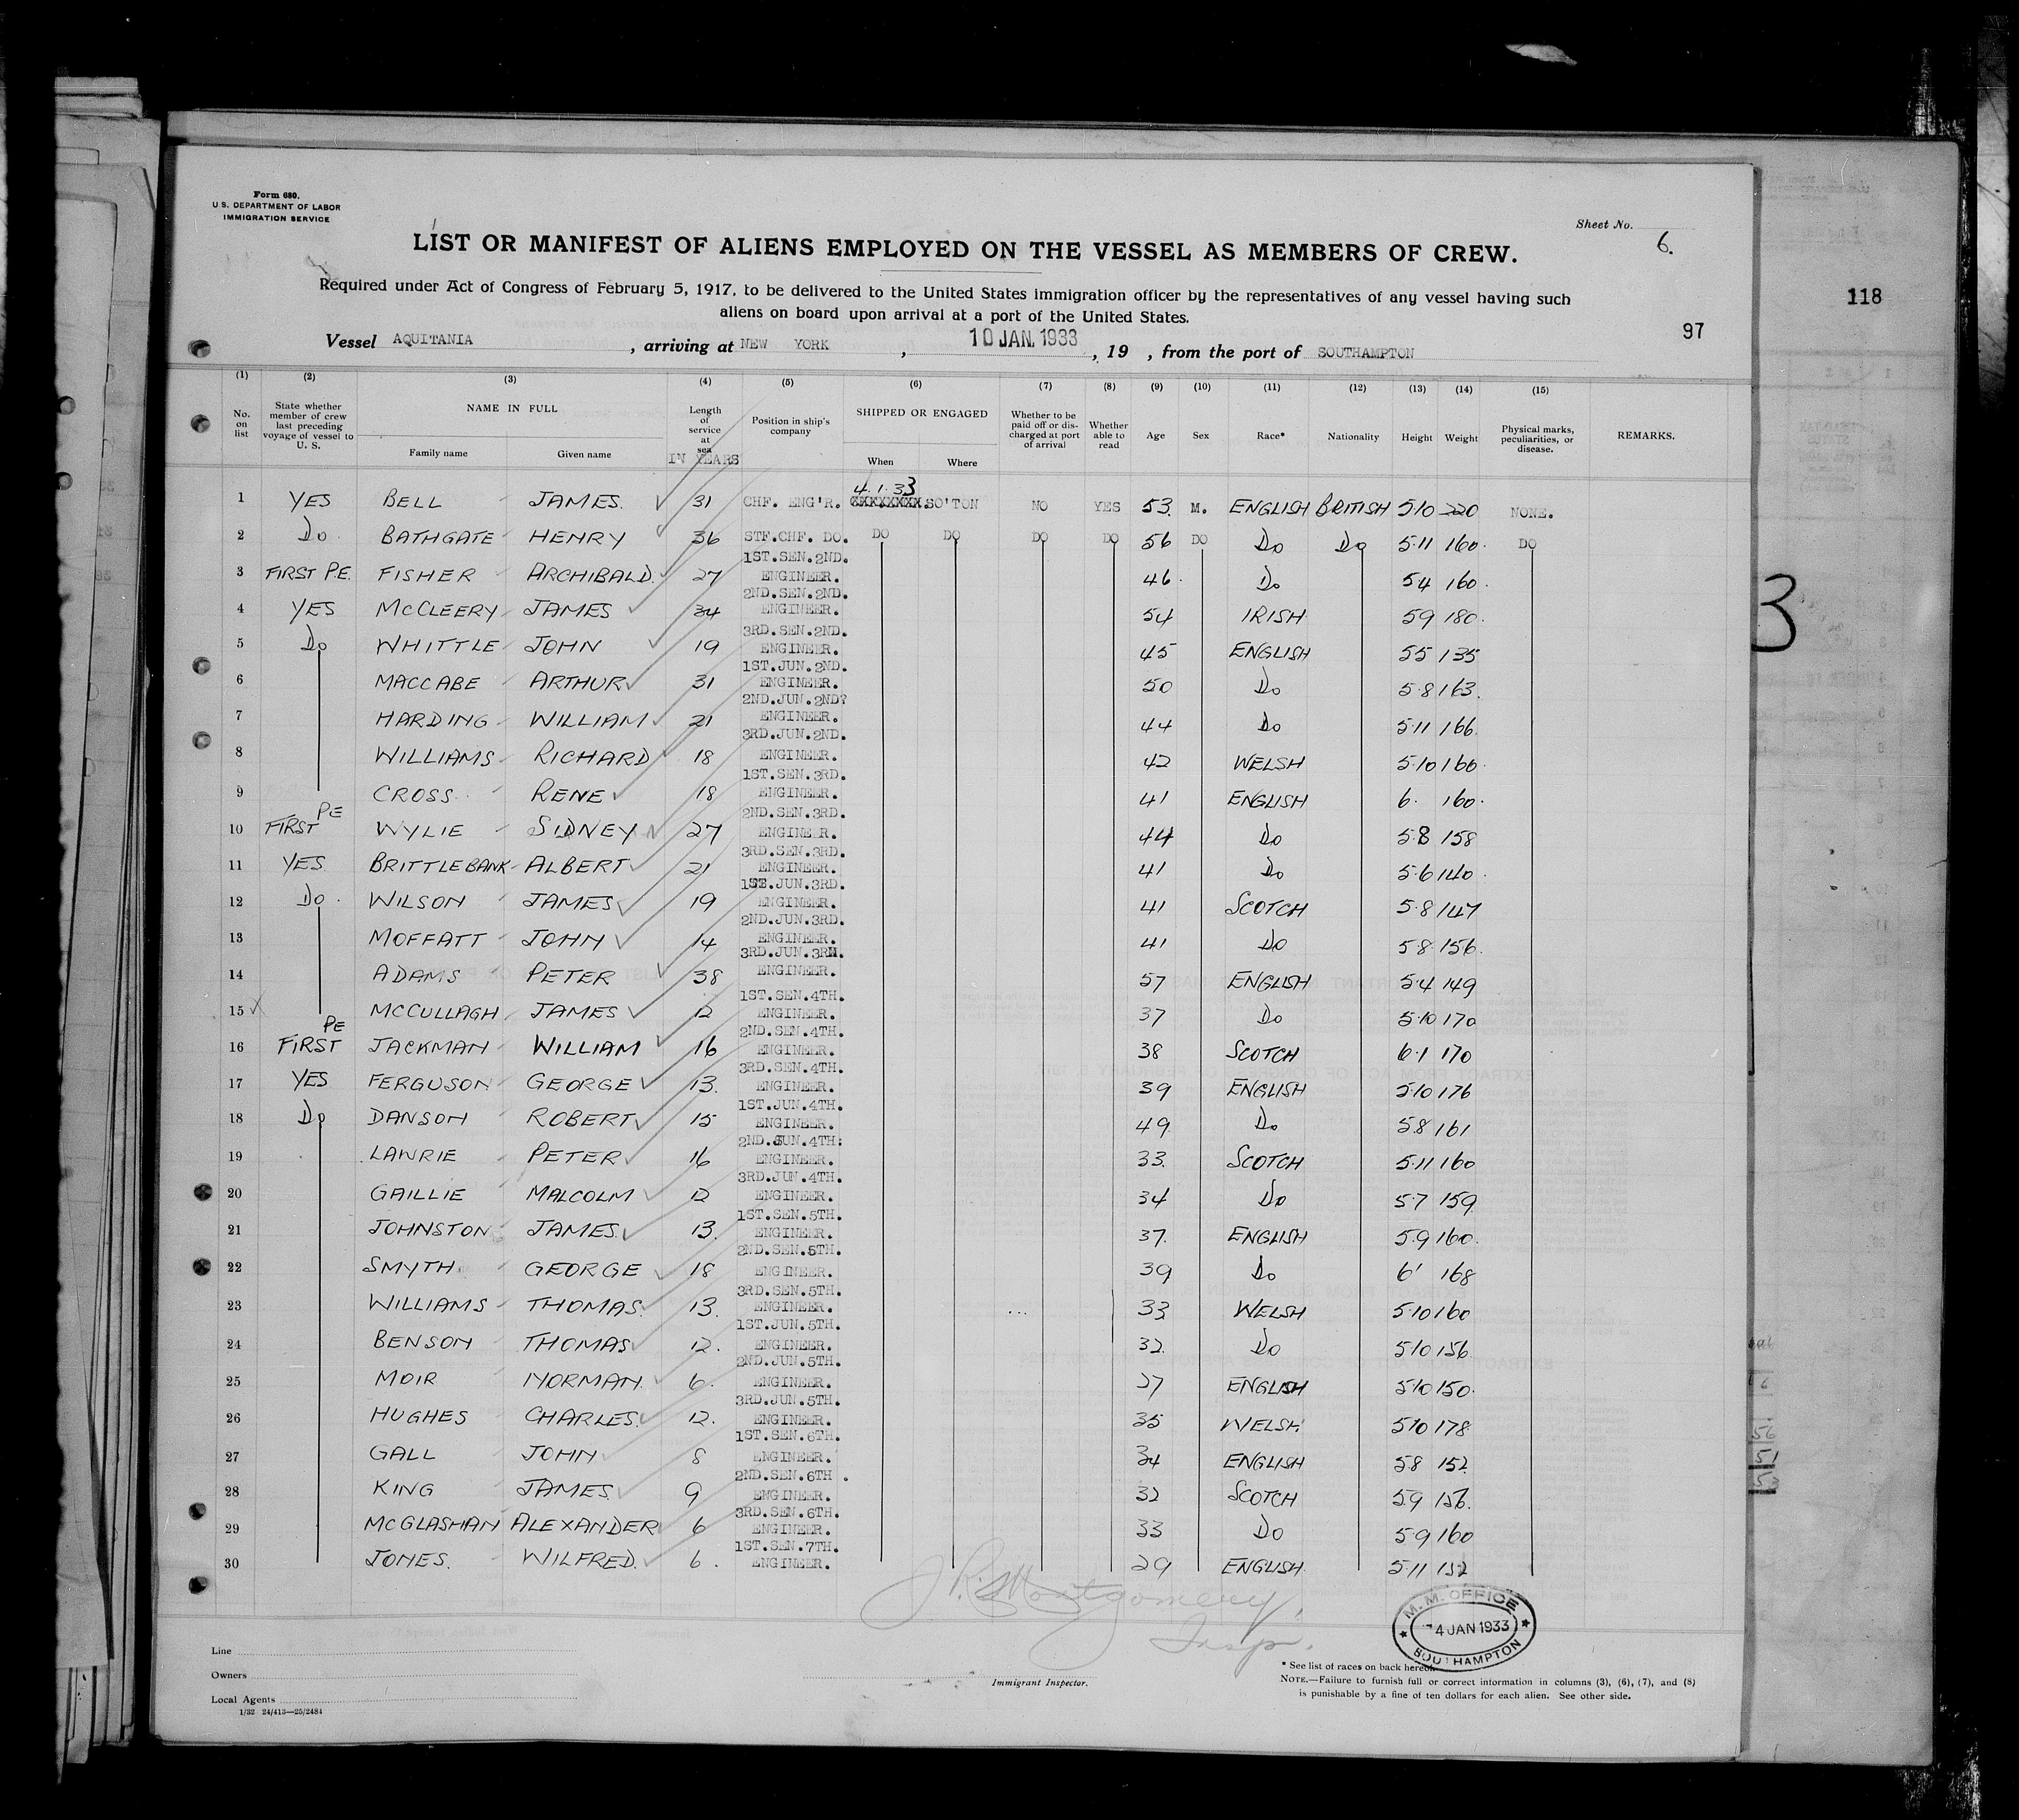 Form 680.
U.S. DEPARTMENT OF LABOR
IMMIGRATION SERVICE
Sheet No. 6.
LIST OR MANIFEST OF ALIENS EMPLOYED ON THE VESSEL AS MEMBERS OF CREW.
118
Required under Act of Congress of February 5, 1917, to be delivered to the United States immigration officer by the representatives of any vessel having such
aliens on board upon arrival at a port of the United States.
97
Vessel AQUITANIA, arriving at NEW YORK, 10 JAN. 1933, 19 , from the port of SOUTHAMPTON
(1) (2) (3) (4) (5) (6) (7) (8) (9) (10) (11) (12) (13) (14) (15)
No. on list
State whether member of crew last preceding voyage of vessel to U. S.
NAME IN FULL
Family name Given name
Length of service at sea IN YEARS
Position in ship's company
SHIPPED OR ENGAGED
When Where
Whether to be paid off or discharged at port of arrival
Whether able to read
Age Sex Race* Nationality Height Weight
Physical marks, peculiarities, or disease.
REMARKS.
4.1.33
1 YES BELL JAMES. 31 CHF. ENG'R. XXXXXXXX. SO'TON NO YES 53. M. ENGLISH BRITISH 5·10 220 NONE.
2 Do. BATHGATE HENRY 36 STF.CHF. DO. DO DO DO DO 56 DO Do Do 5·11 160. DO
3 FIRST P.E. FISHER ARCHIBALD. 27 1ST.SEN.2ND. ENGINEER. 46. Do 5 4 160.
4 YES McCLEERY JAMES 34 2ND.SEN.2ND. ENGINEER. 54 IRISH 5 9 180.
5 Do WHITTLE JOHN 19 3RD.SEN.2ND. ENGINEER. 45 ENGLISH 5 5 135
6 MACCABE ARTHUR 31 1ST.JUN.2ND. ENGINEER. 50 Do 5·8 163.
7 HARDING WILLIAM 21 2ND.JUN.2ND? ENGINEER. 44 Do 5·11 166
8 WILLIAMS RICHARD 18 3RD.JUN.2ND. ENGINEER. 42 WELSH 5·10 160.
9 CROSS. RENE 18 1ST.SEN.3RD. ENGINEER. 41 ENGLISH 6. 160.
10 FIRST PE WYLIE SIDNEY 27 2ND.SEN.3RD. ENGINEER. 44 Do 5·8 158
11 YES BRITTLEBANK ALBERT 21 3RD.SEN.3RD. ENGINEER. 41 Do 5·6 140.
12 Do. WILSON JAMES 19 1ST.JUN.3RD. ENGINEER. 41 SCOTCH 5·8 147
13 MOFFATT JOHN 14 2ND.JUN.3RD. ENGINEER. 41 Do 5·8 156.
14 ADAMS PETER 38 3RD.JUN.3RD. ENGINEER. 57 ENGLISH 5·4 149
15 X MCCULLAGH JAMES 12 1ST.SEN.4TH. ENGINEER. 37 Do 5·10 170
16 FIRST PE JACKMAN WILLIAM 16 2ND.SEN.4TH. ENGINEER. 38 SCOTCH 6·1 170
17 YES FERGUSON GEORGE 13. 3RD.SEN.4TH. ENGINEER. 39 ENGLISH 5·10 176
18 Do DANSON ROBERT 15 1ST.JUN.4TH. ENGINEER. 49 Do 5·8 161
19 LAWRIE PETER 16 2ND.JUN.4TH: ENGINEER. 33. SCOTCH 5·11 160
20 GAILLIE MALCOLM 12 3RD.JUN.4TH. ENGINEER. 34 Do 5·7 159
21 JOHNSTON JAMES. 13. 1ST.SEN.5TH. ENGINEER. 37. ENGLISH 5·9 160.
22 SMYTH GEORGE 18 2ND.SEN.5TH. ENGINEER. 39 Do 6' 168
23 WILLIAMS THOMAS. 13. 3RD.SEN.5TH. ENGINEER. 33 WELSH 5·10 160
24 BENSON THOMAS 12. 1ST.JUN.5TH. ENGINEER. 32 Do 5·10 156
25 MOIR NORMAN. 6. 2ND.JUN.5TH. ENGINEER. 27 ENGLISH 5·10 150.
26 HUGHES CHARLES. 12. 3RD.JUN.5TH. ENGINEER. 35 WELSH. 5·10 178
27 GALL JOHN 8 1ST.SEN.6TH. ENGINEER. 34 ENGLISH 5·8 152
28 KING JAMES. 9 2ND.SEN.6TH . ENGINEER. 32 SCOTCH 5·9 156.
29 MCGLASHAN ALEXANDER 6 3RD.SEN.6TH. ENGINEER. 33 Do 5·9 160
30 JONES. WILFRED. 6. 1ST.SEN.7TH. ENGINEER. 29 ENGLISH. 5·11 152
3
56
51
53
Montgomery,
Insp.
M.M. OFFICE
4 JAN 1933
SOUTHAMPTON
Line
Owners
Local Agents
1/32 24/413—25/2484
Immigrant Inspector.
* See list of races on back hereof.
NOTE.—Failure to furnish full or correct information in columns (3), (6), (7), and (8)
is punishable by a fine of ten dollars for each alien. See other side.